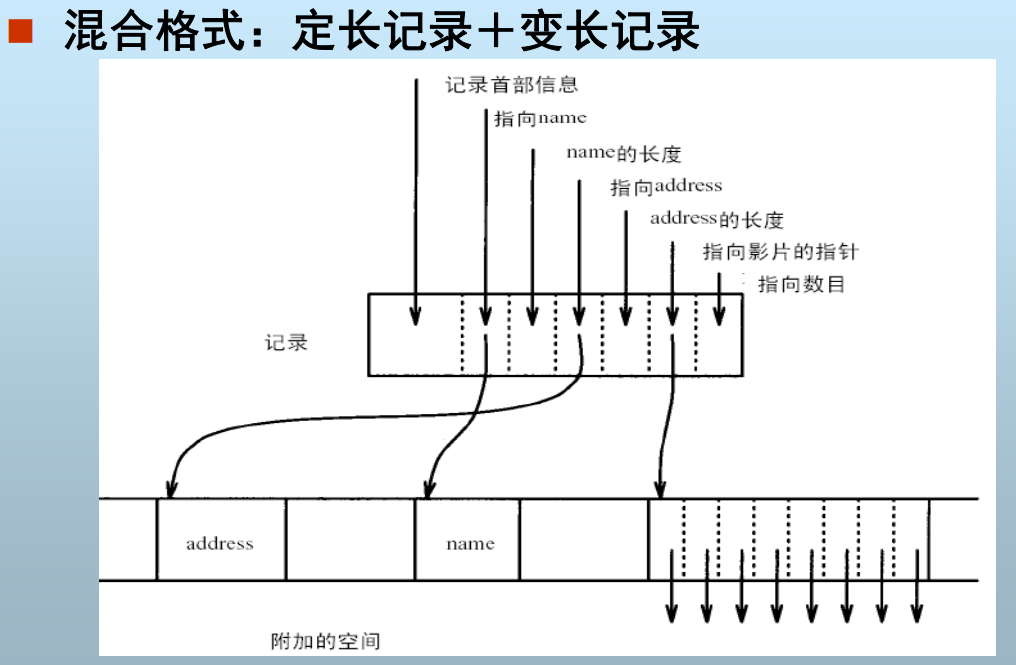 混合格式：定长记录＋变长记录
记录首部信息
指向name
name的长度
指向address
address的长度
指向影片的指针
指向数目
记录
address
name
附加的空间